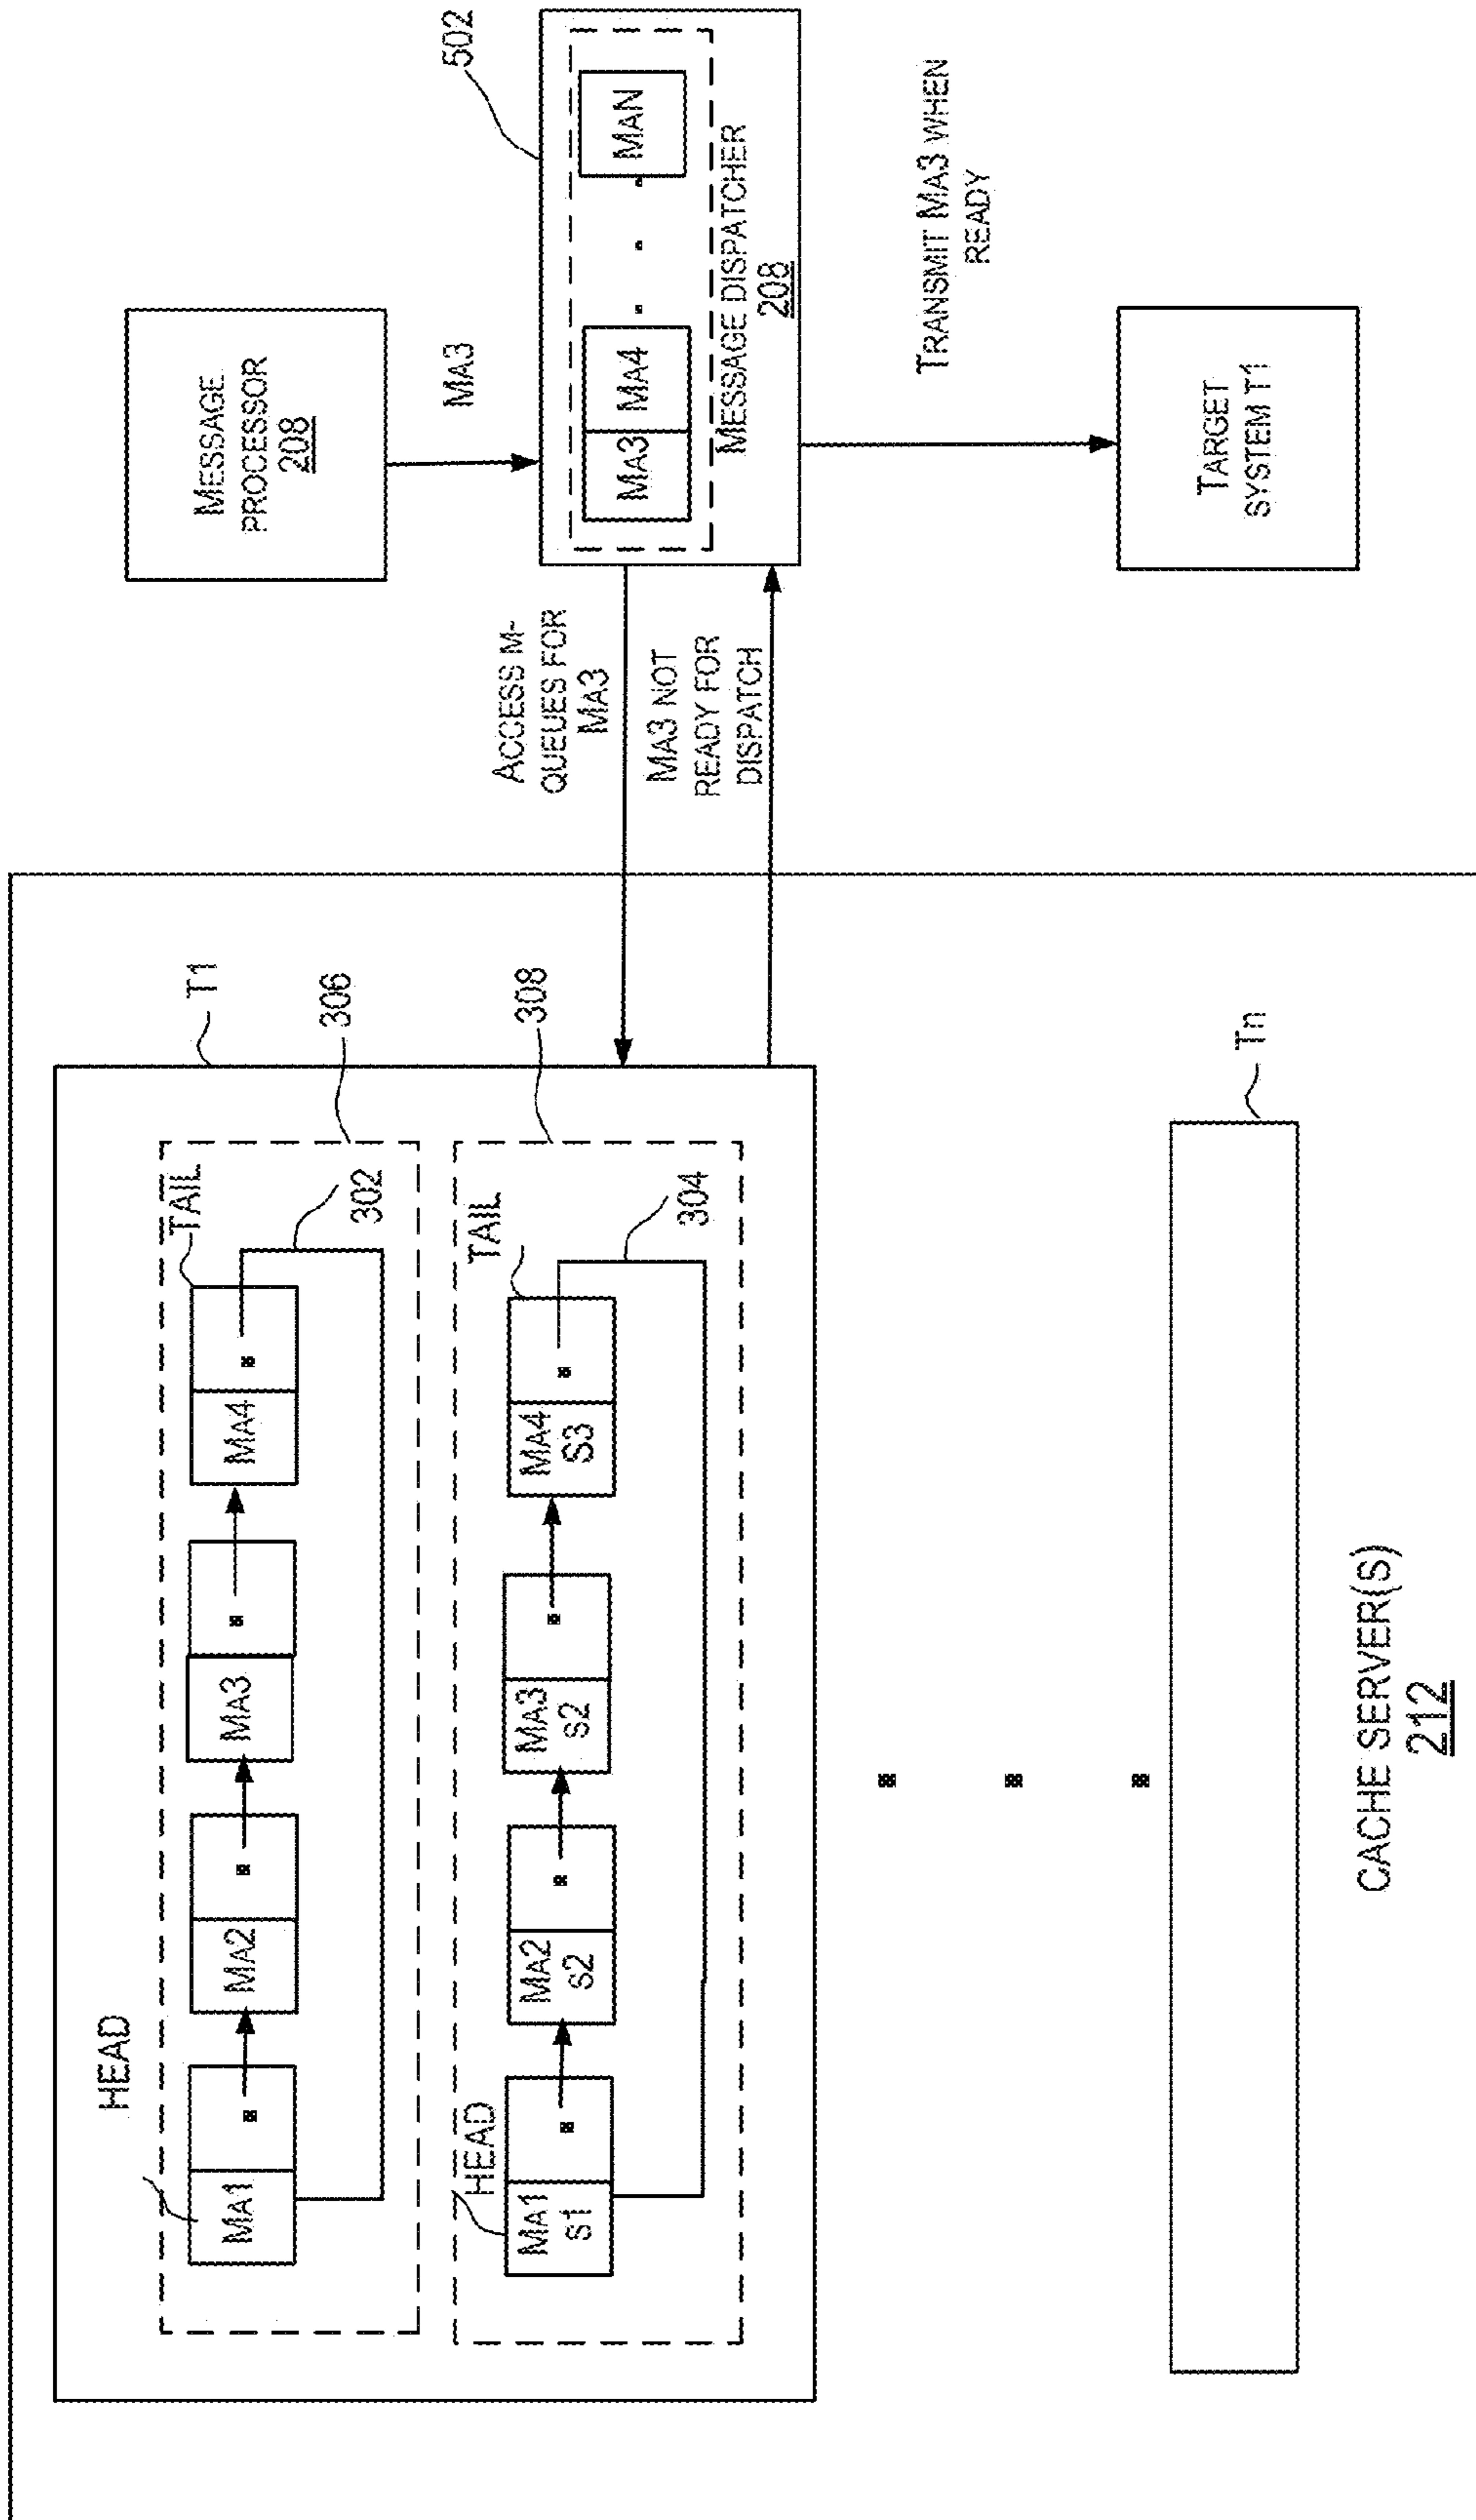 HEAD
TAIL
T1
MA1
MA2
MA3
MA4
306
302
HEAD
TAIL
MA1
s1
MA2
s2
MA3
s2
MA4
S3
308
304
Tn
CACHE SERVER(S)
212
ACCESS M-
QUEUES FOR
MA3
MA3 NOT
READY FOR
DISPATCH
MESSAGE
PROCESSOR
208
MA3
502
MA3
MA4
MAN
MESSAGE DISPATCHER
208
TRANSMIT MA3 WHEN
READY
TARGET
SYSTEM T1